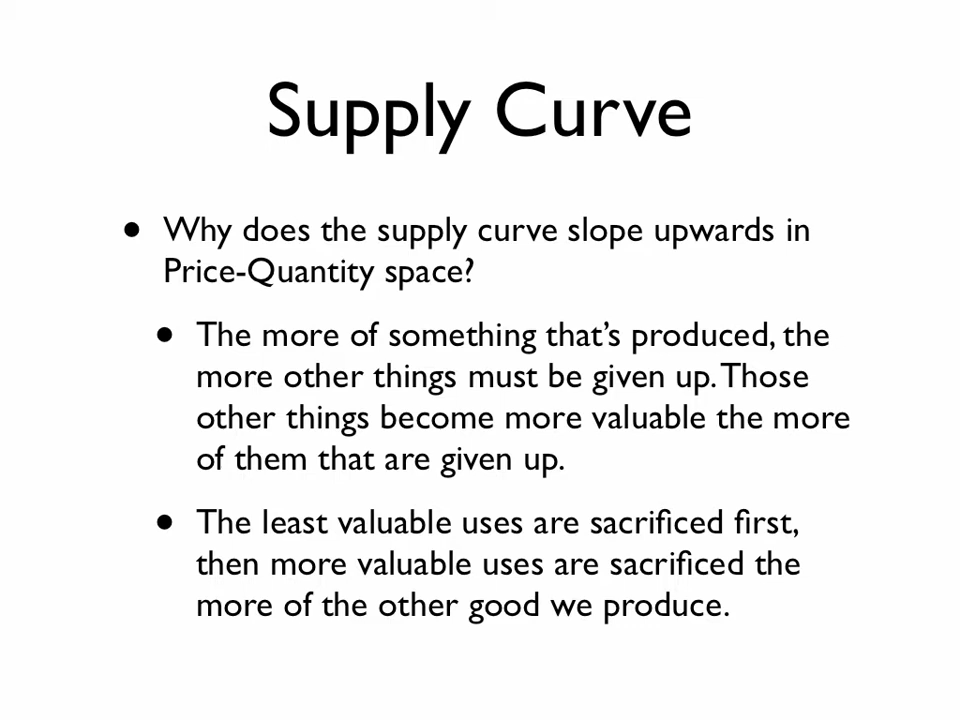 Supply Curve
• Why does the supply curve slope upwards in
Price-Quantity space?
• The more of something that's produced, the
more other things must be given up. Those
other things become more valuable the more
of them that are given up.
• The least valuable uses are sacrificed first,
then more valuable uses are sacrificed the
more of the other good we produce.